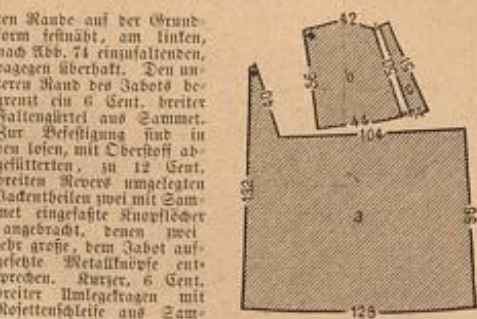 ten Rande auf der Grund-
form festnäht, am linken,
nach Abb. 74 einzufaltenden,
dagegen überhakt. Den un-
teren Rand des Jabots be-
grenzt ein 6 Cent. breiter
Faltengürtel aus Sammet.
Zur Befestigung sind in
den losen, mit Oberstoff ab-
gefütterten, zu 12 Cent.
breiten Revers umgelegten
Jackentheilen zwei mit Sam-
met eingefaßte Knopflöcher
angebracht, denen zwei
sehr große, dem Jabot auf-
gesetzte Metallknöpfe ent-
sprechen. Kurzer, 6 Cent.
breiter Umlegekragen mit
Rosettenschleife aus Sam-
42
56
b
50
51
44
40
104
132
a
96
128